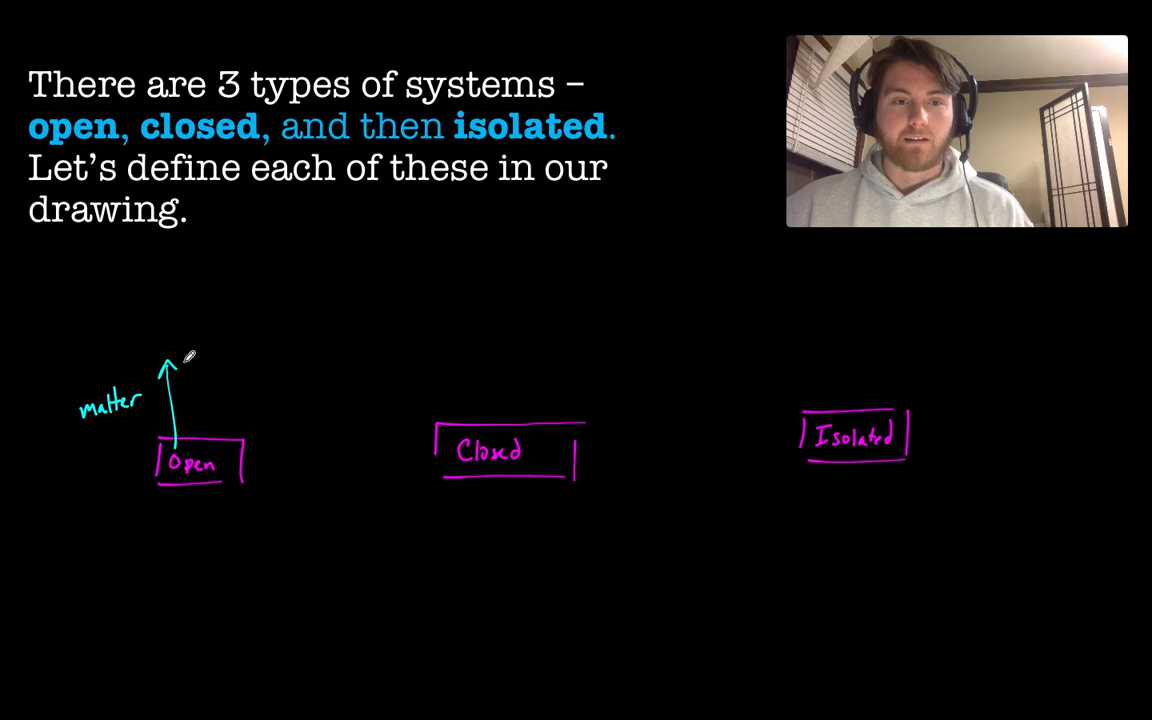 There are 3 types of systems –
open, closed, and then isolated.
Let’s define each of these in our
drawing.
matter
Open
Closed
Isolated